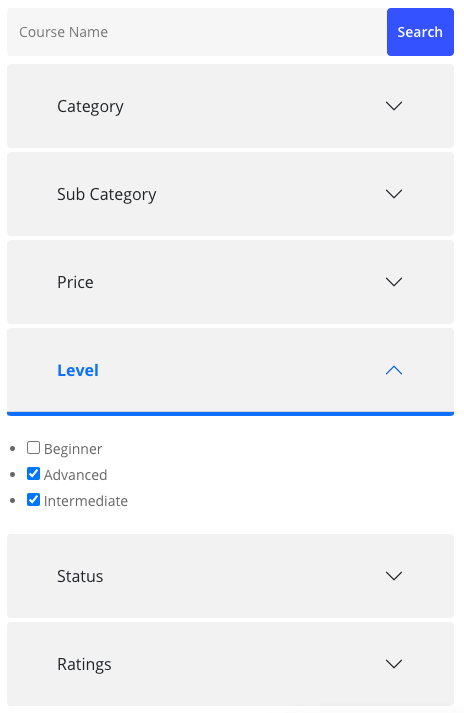 Course Name
Search
Category
Sub Category
Price
Level
Beginner
Advanced
Intermediate
Status
Ratings